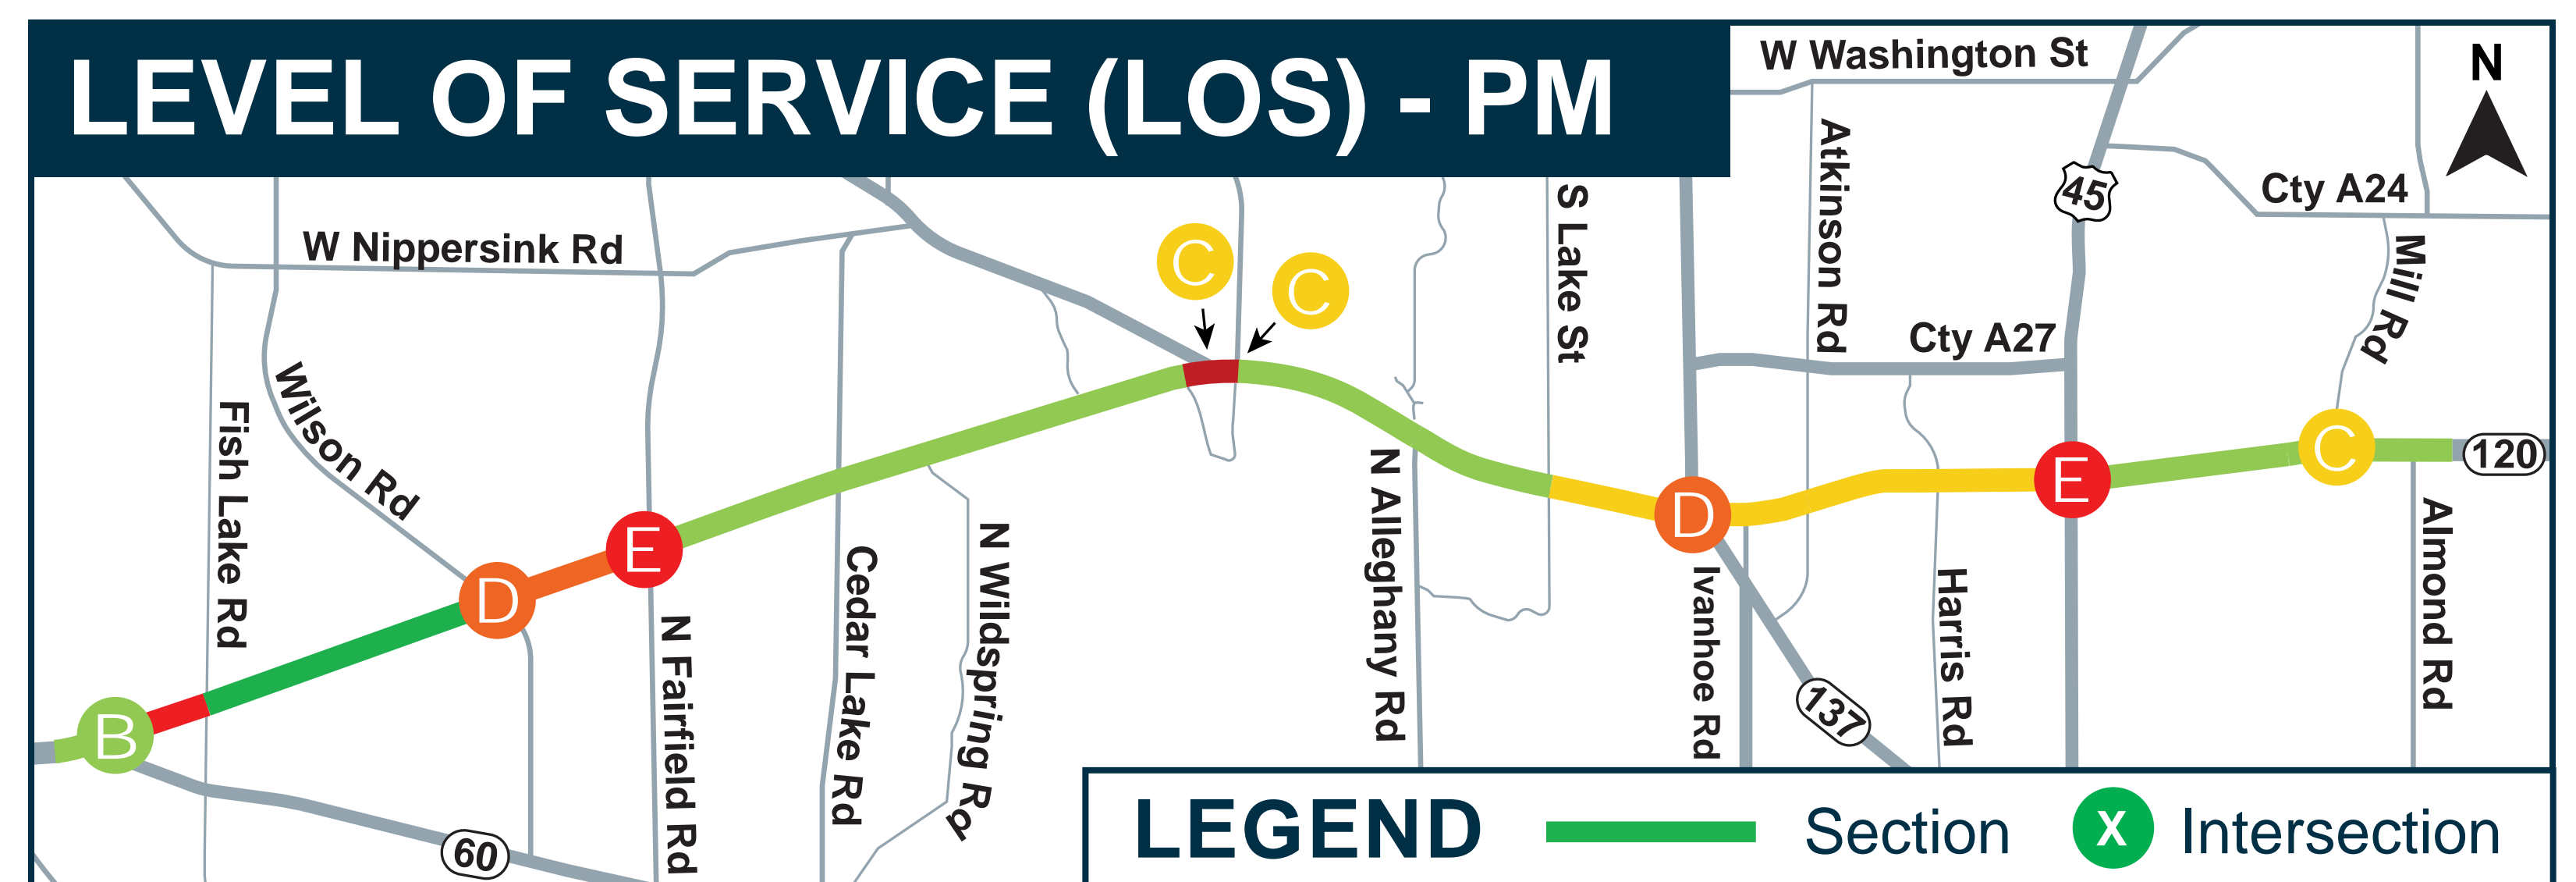 LEVEL OF SERVICE (LOS) - PM
W Washington St
N
Atkinson Rd
45
Cty A24
S Lake St
W Nippersink Rd
Mill Rd
C
C
Cty A27
Wilson Rd
Fish Lake Rd
N Alleghany Rd
C
120
E
D
E
D
B
Cedar Lake Rd
N Wildspring Rd
N Fairfield Rd
Ivanhoe Rd
Harris Rd
Almond Rd
137
60
LEGEND
Section
X
Intersection